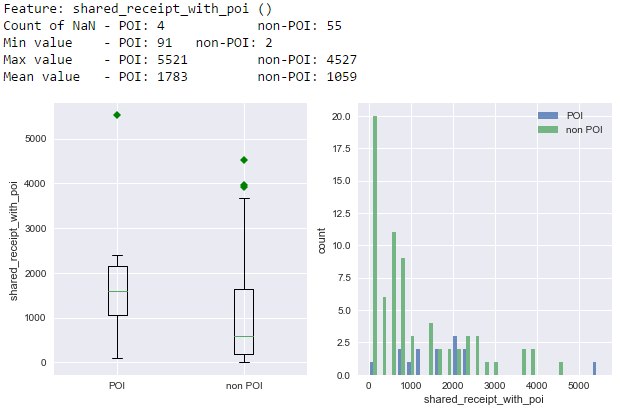 Feature: shared_receipt_with_poi ()
Count of NaN - POI: 4 non-POI: 55
Min value - POI: 91 non-POI: 2
Max value - POI: 5521 non-POI: 4527
Mean value - POI: 1783 non-POI: 1059
shared_receipt_with_poi
5000
4000
3000
2000
1000
0
POI non POI
count
20.0
17.5
15.0
12.5
10.0
7.5
5.0
2.5
0.0
POI
non POI
0 1000 2000 3000 4000 5000
shared_receipt_with_poi